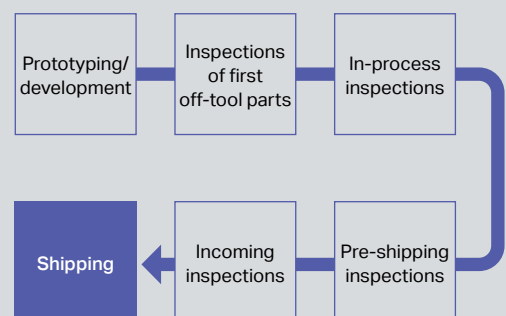 Prototyping/
development
Inspections
of first
off-tool parts
In-process
inspections
Shipping
Incoming
inspections
Pre-shipping
inspections